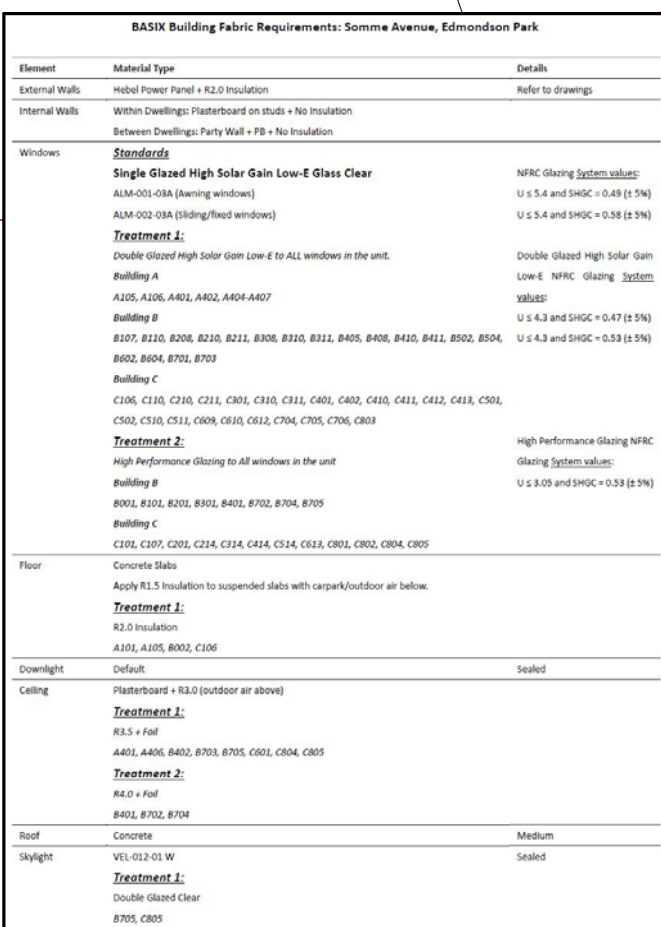 BASIX Building Fabric Requirements: Somme Avenue, Edmondson Park
Element Material Type Details
External Walls Hebel Power Panel + R2.0 Insulation Refer to drawings
Internal Walls Within Dwellings: Plasterboard on studs + No Insulation
Between Dwellings: Party Wall + PB + No Insulation
Windows Standards
Single Glazed High Solar Gain Low-E Glass Clear NFRC Glazing System values:
ALM-001-03A (Awning windows) U ≤ 5.4 and SHGC = 0.49 (± 5%)
ALM-002-03A (Sliding/fixed windows) U ≤ 5.4 and SHGC = 0.58 (± 5%)
Treatment 1:
Double Glazed High Solar Gain Low-E to ALL windows in the unit. Double Glazed High Solar Gain
Building A Low-E NFRC Glazing System
A105, A106, A401, A402, A404-A407 values:
Building B U ≤ 4.3 and SHGC = 0.47 (± 5%)
B107, B110, B208, B210, B211, B308, B310, B311, B405, B408, B410, B411, B502, B504, U ≤ 4.3 and SHGC = 0.53 (± 5%)
B602, B604, B701, B703
Building C
C106, C110, C210, C211, C301, C310, C311, C401, C402, C410, C411, C412, C413, C501,
C502, C510, C511, C609, C610, C612, C704, C705, C706, C803
Treatment 2: High Performance Glazing NFRC
High Performance Glazing to All windows in the unit Glazing System values:
Building B U ≤ 3.05 and SHGC = 0.53 (± 5%)
B001, B101, B201, B301, B401, B702, B704, B705
Building C
C101, C107, C201, C214, C314, C414, C514, C613, C801, C802, C804, C805
Floor Concrete Slabs
Apply R1.5 Insulation to suspended slabs with carpark/outdoor air below.
Treatment 1:
R2.0 Insulation
A101, A105, B002, C106
Downlight Default Sealed
Ceiling Plasterboard + R3.0 (outdoor air above)
Treatment 1:
R3.5 + Foil
A401, A406, B402, B703, B705, C601, C804, C805
Treatment 2:
R4.0 + Foil
B401, B702, B704
Roof Concrete Medium
Skylight VEL-012-01 W Sealed
Treatment 1:
Double Glazed Clear
B705, C805